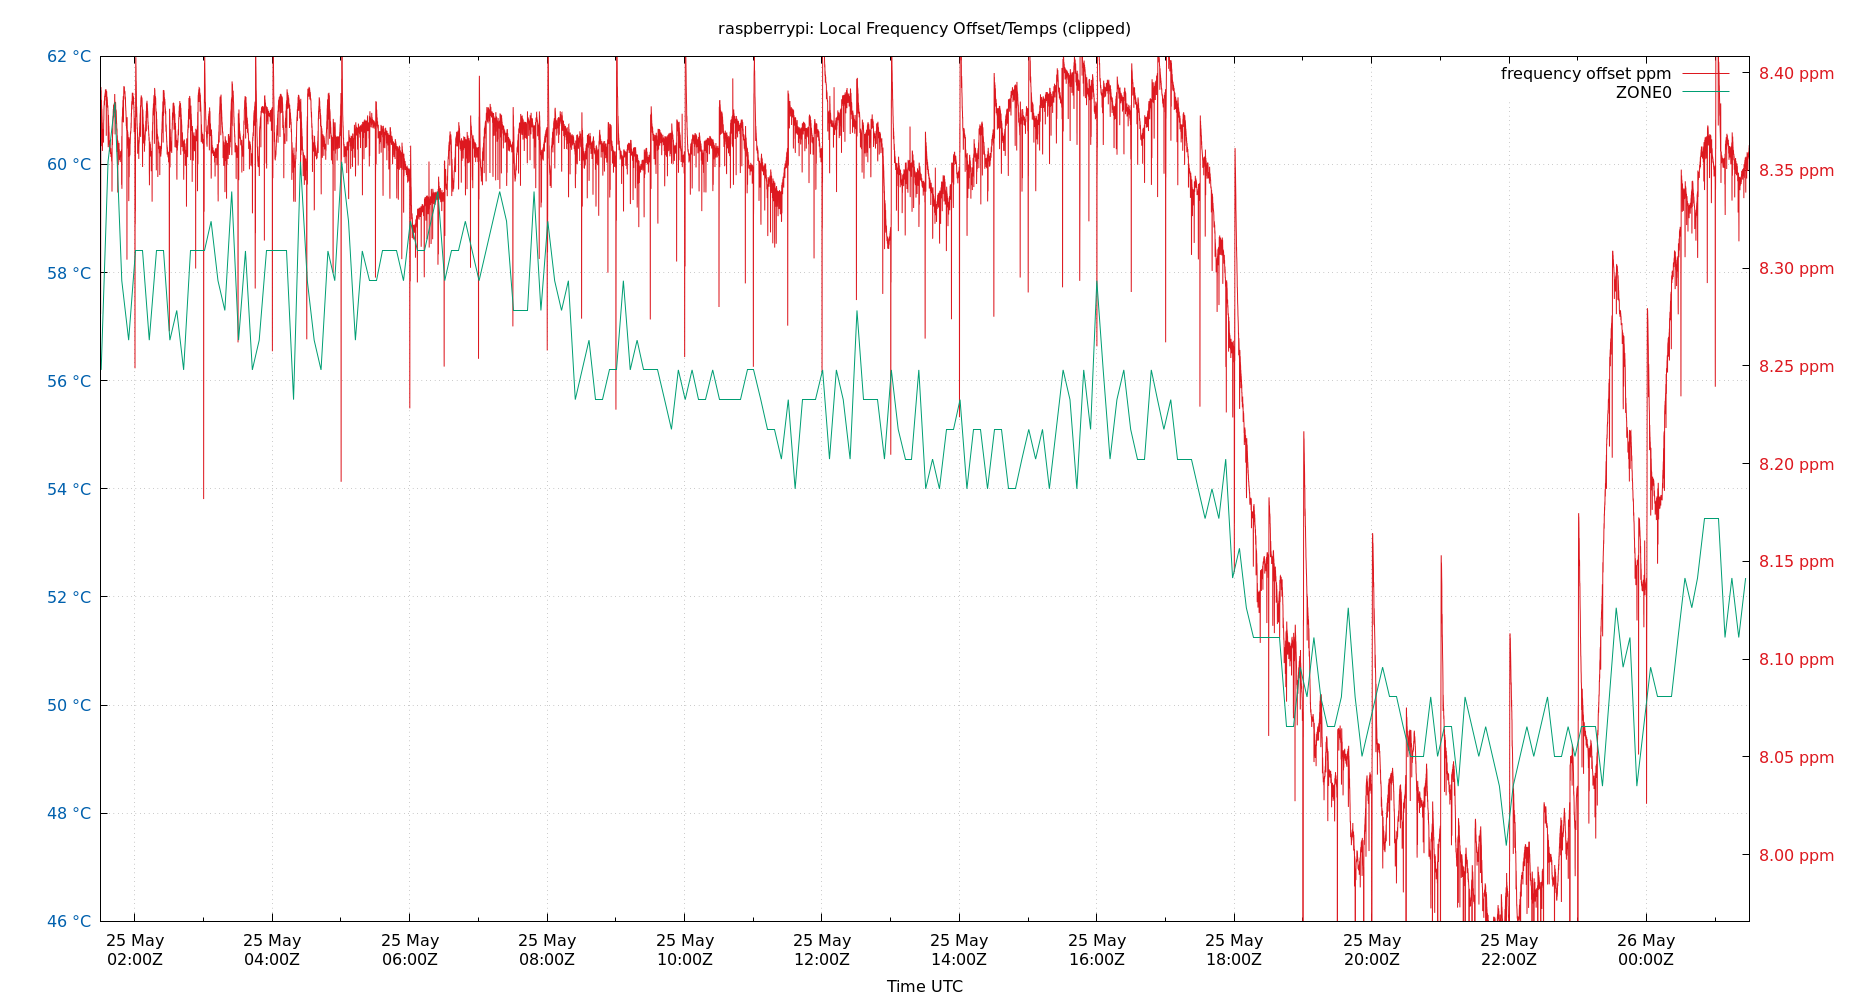 raspberrypi: Local Frequency Offset/Temps (clipped)
frequency offset ppm
ZONE0
62 °C
60 °C
58 °C
56 °C
54 °C
52 °C
50 °C
48 °C
46 °C
8.40 ppm
8.35 ppm
8.30 ppm
8.25 ppm
8.20 ppm
8.15 ppm
8.10 ppm
8.05 ppm
8.00 ppm
25 May
02:00Z
25 May
04:00Z
25 May
06:00Z
25 May
08:00Z
25 May
10:00Z
25 May
12:00Z
25 May
14:00Z
25 May
16:00Z
25 May
18:00Z
25 May
20:00Z
25 May
22:00Z
26 May
00:00Z
Time UTC